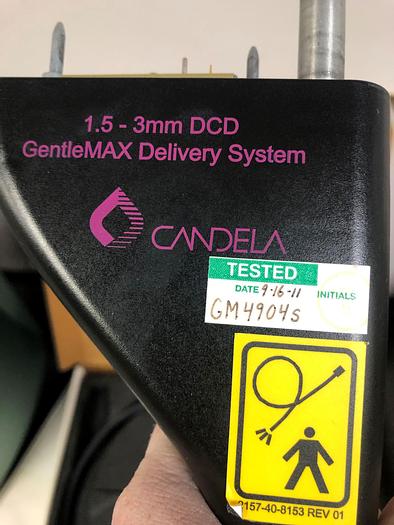 1.5 - 3mm DCD
GentleMAX Delivery System
CANDELA
TESTED
DATE 9-16-11 INITIALS
GM4904s
2157-40-8153 REV 01